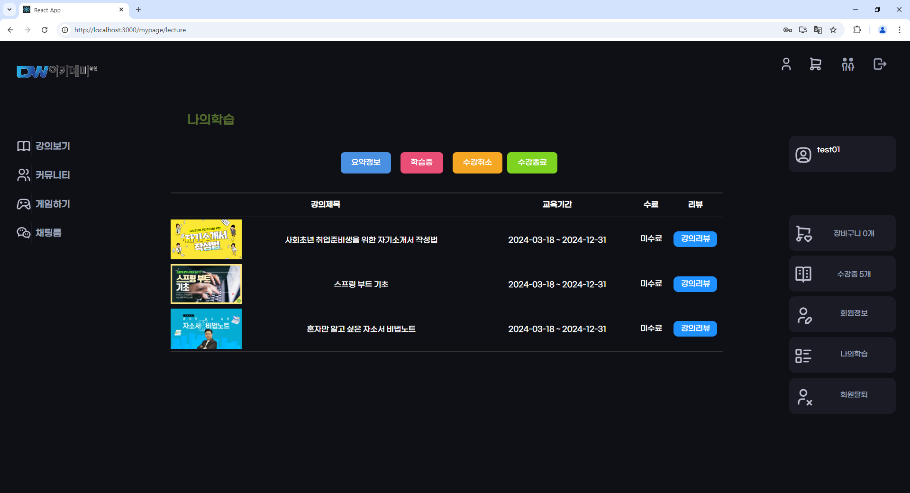 React App
http://localhost:3000/mypage/lecture
DW아카데미
나의학습
강의보기
커뮤니티
게임하기
채팅룸
요약정보 학습중 수강취소 수강종료
강의제목 교육기간 수료 리뷰
자기소개서 작성법
사회초년 취업준비생을 위한 자기소개서 작성법 2024-03-18 ~ 2024-12-31 미수료 강의리뷰
스프링 부트 기초
스프링 부트 기초 2024-03-18 ~ 2024-12-31 미수료 강의리뷰
자소서 비법노트
혼자만 알고 싶은 자소서 비법노트 2024-03-18 ~ 2024-12-31 미수료 강의리뷰
test01
장바구니 0개
수강중 5개
회원정보
나의학습
회원탈퇴